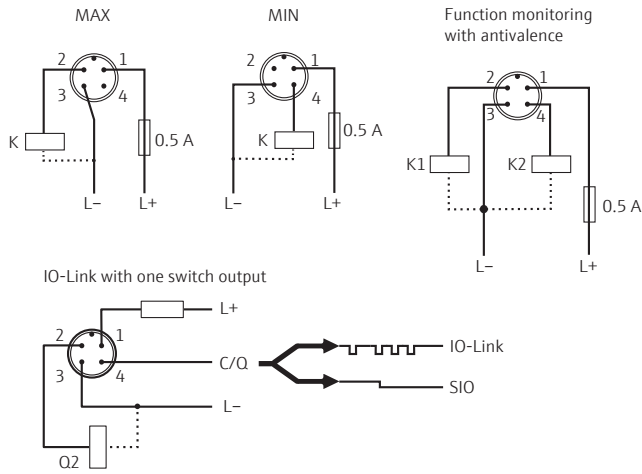 MAX
2 1
3 4
K
0.5 A
L– L+
MIN
2 1
3 4
K
0.5 A
L– L+
Function monitoring
with antivalence
2 1
3 4
K1 K2
0.5 A
L– L+
IO-Link with one switch output
L+
2 1
3 4
C/Q
IO-Link
SIO
L–
Q2